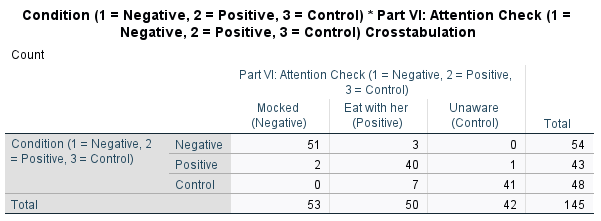 Condition (1 = Negative, 2 = Positive, 3 = Control) * Part VI: Attention Check (1 =
Negative, 2 = Positive, 3 = Control) Crosstabulation
Count
Part VI: Attention Check (1 = Negative, 2 = Positive,
3 = Control)
Mocked Eat with her Unaware
(Negative) (Positive) (Control) Total
Condition (1 = Negative, 2 Negative 51 3 0 54
= Positive, 3 = Control) Positive 2 40 1 43
Control 0 7 41 48
Total 53 50 42 145